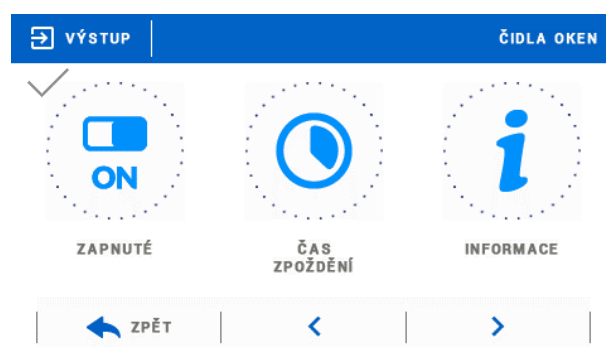 VÝSTUP
ČIDLA OKEN
ON
ZAPNUTÉ
ČAS
ZPOŽDĚNÍ
INFORMACE
ZPĚT